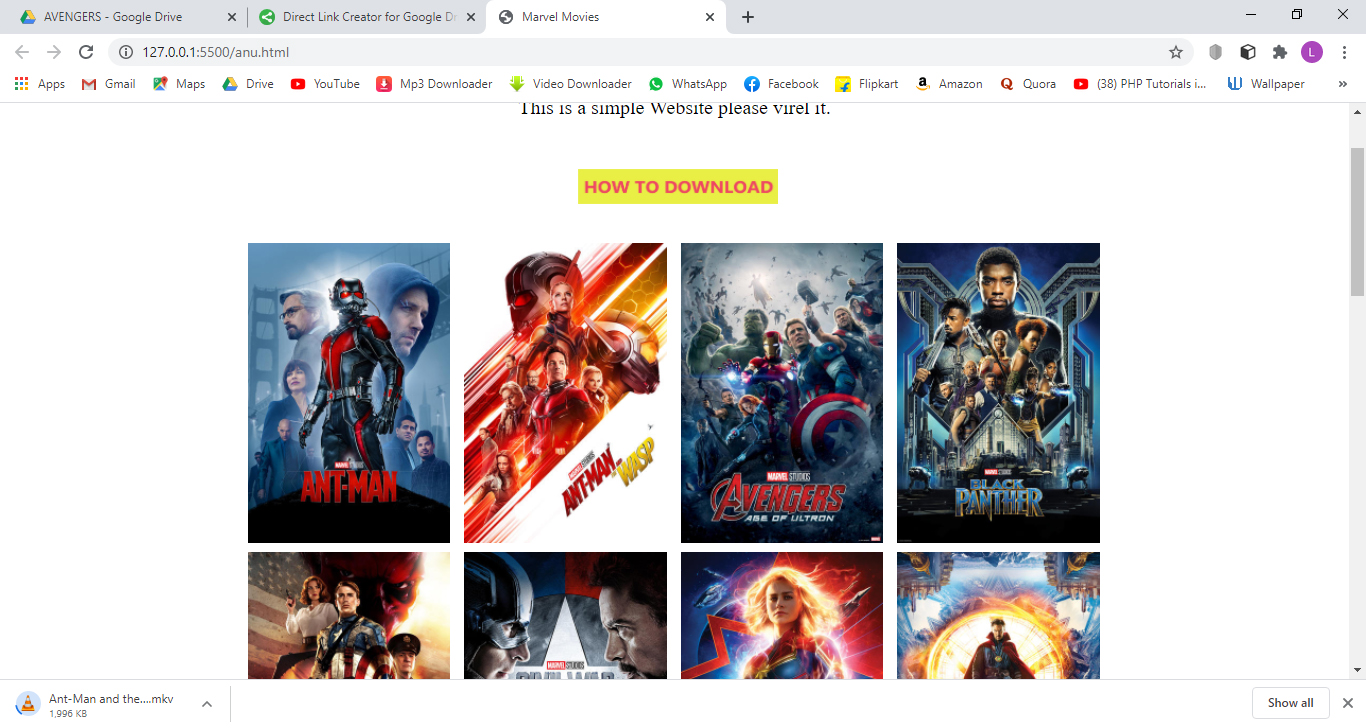 AVENGERS - Google Drive
Direct Link Creator for Google Dr
Marvel Movies
127.0.0.1:5500/anu.html
L
Apps
Gmail
Maps
Drive
YouTube
Mp3 Downloader
Video Downloader
WhatsApp
Facebook
Flipkart
Amazon
Quora
(38) PHP Tutorials i...
Wallpaper
This is a simple Website please virel it.
HOW TO DOWNLOAD
MARVEL STUDIOS
ANT-MAN
MARVEL STUDIOS
ANT-MAN
WASP
MARVEL STUDIOS
AVENGERS
AGE OF ULTRON
MARVEL STUDIOS
BLACK
PANTHER
MARVEL STUDIOS
CIVIL WAR
Ant-Man and the....mkv
1,996 KB
Show all